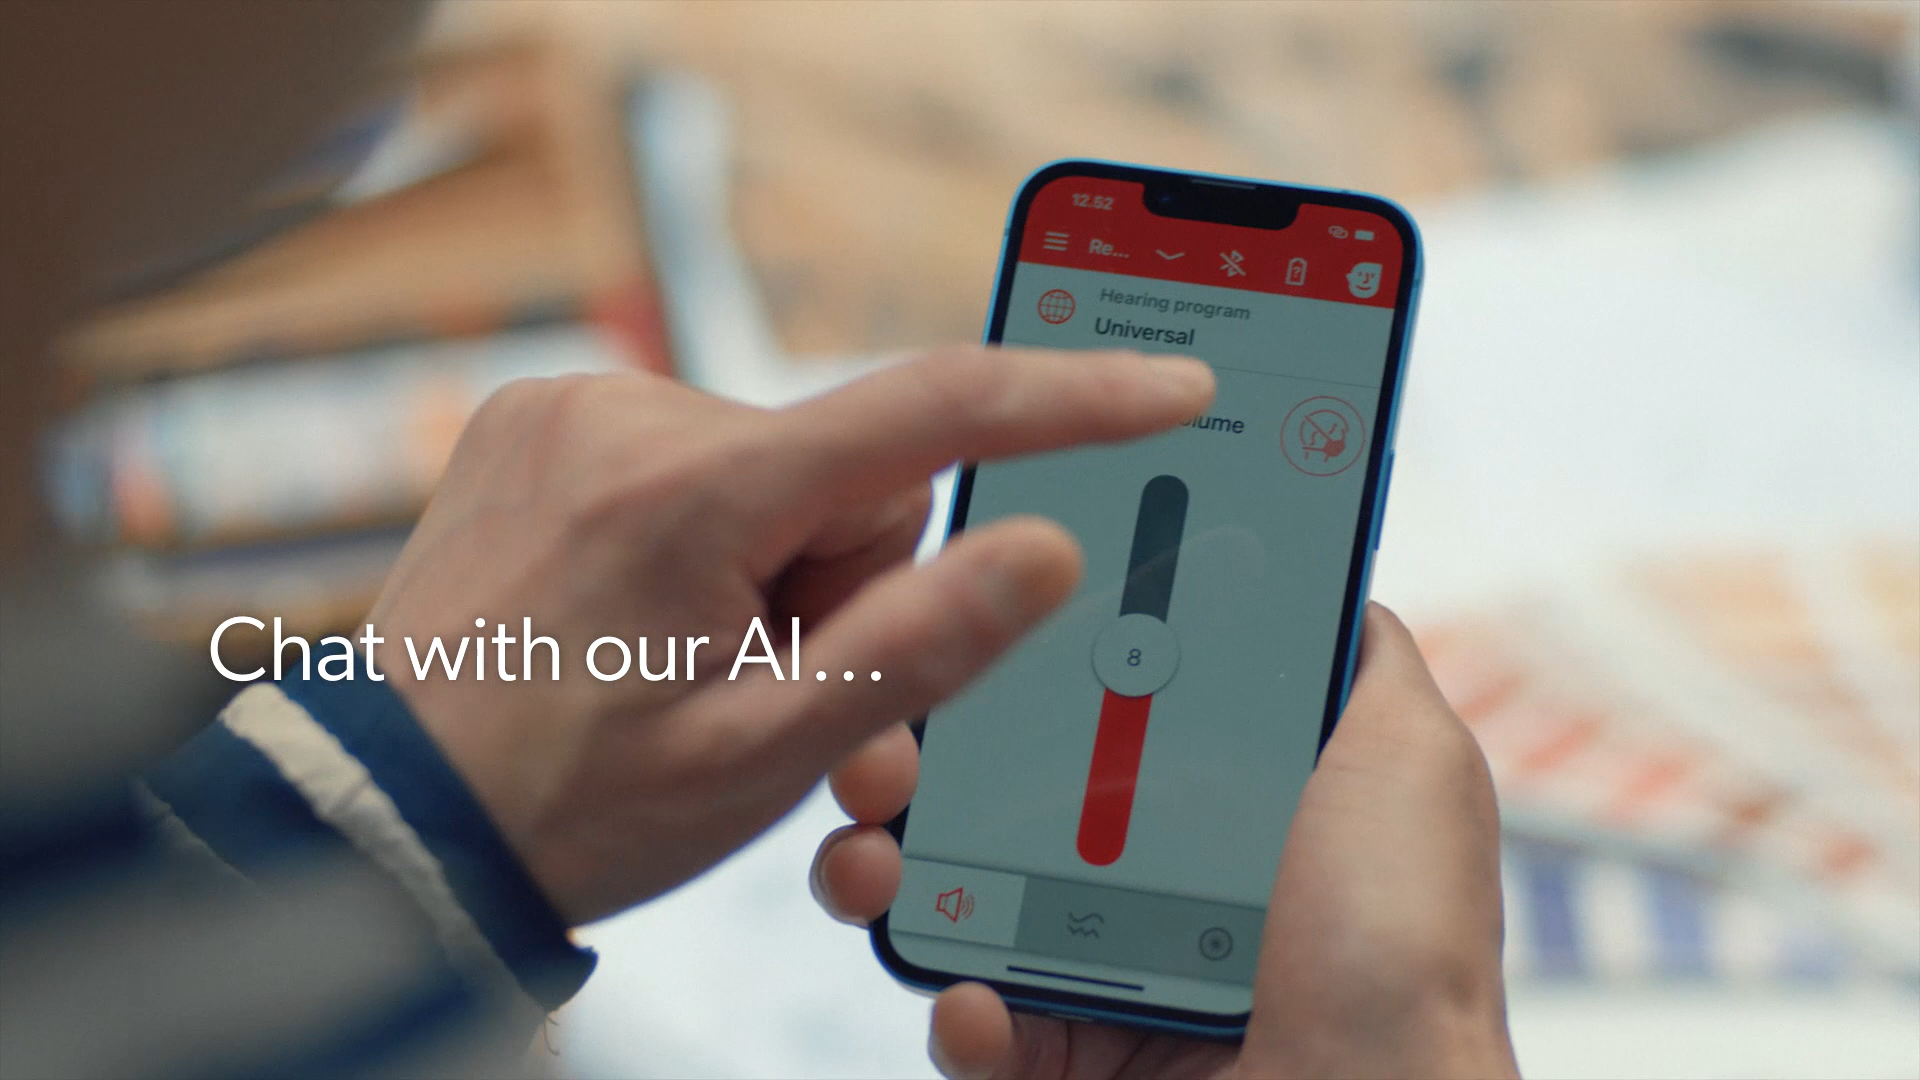 12.52
Re...
Hearing program
Universal
8
Chat with our AI...